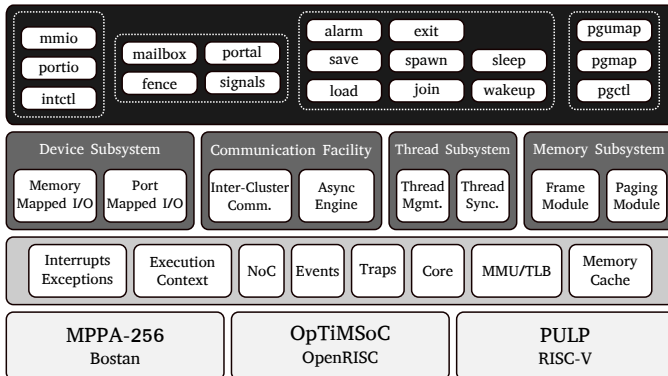 mmio
portio
intctl
mailbox portal
fence signals
alarm exit
save spawn sleep
load join wakeup
pgumap
pgmap
pgctl
Device Subsystem
Memory Mapped I/O
Port Mapped I/O
Communication Facility
Inter-Cluster Comm.
Async Engine
Thread Subsystem
Thread Mgmt.
Thread Sync.
Memory Subsystem
Frame Module
Paging Module
Interrupts Exceptions
Execution Context
NoC
Events
Traps
Core
MMU/TLB
Memory Cache
MPPA-256
Bostan
OpTiMSoC
OpenRISC
PULP
RISC-V